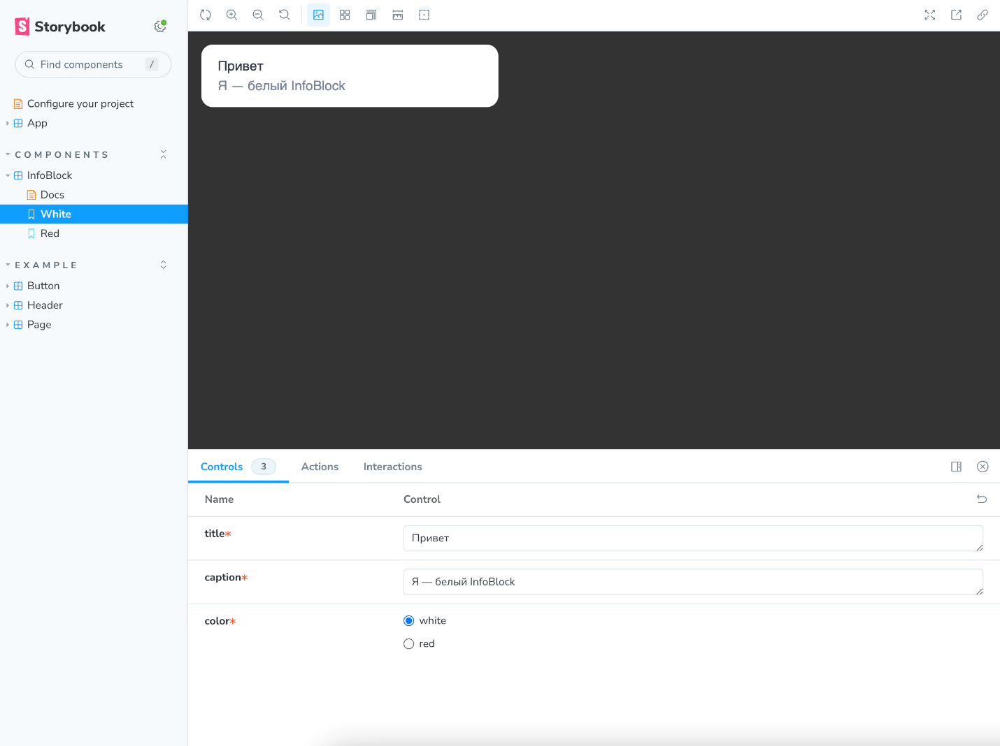 Storybook
Find components
/
Configure your project
App
COMPONENTS
InfoBlock
Docs
White
Red
EXAMPLE
Button
Header
Page
Привет
Я — белый InfoBlock
Controls 3 Actions Interactions
Name Control
title* Привет
caption* Я — белый InfoBlock
color* white
red